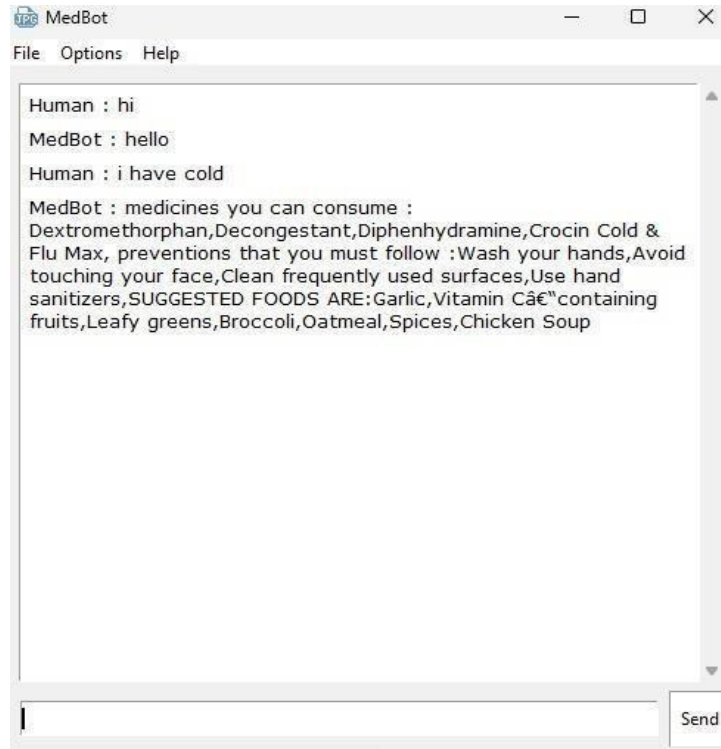 JPG MedBot
File Options Help
Human : hi
MedBot : hello
Human : i have cold
MedBot : medicines you can consume :
Dextromethorphan,Decongestant,Diphenhydramine,Crocin Cold &
Flu Max, preventions that you must follow :Wash your hands,Avoid
touching your face,Clean frequently used surfaces,Use hand
sanitizers,SUGGESTED FOODS ARE:Garlic,Vitamin Câ€“containing
fruits,Leafy greens,Broccoli,Oatmeal,Spices,Chicken Soup
Send